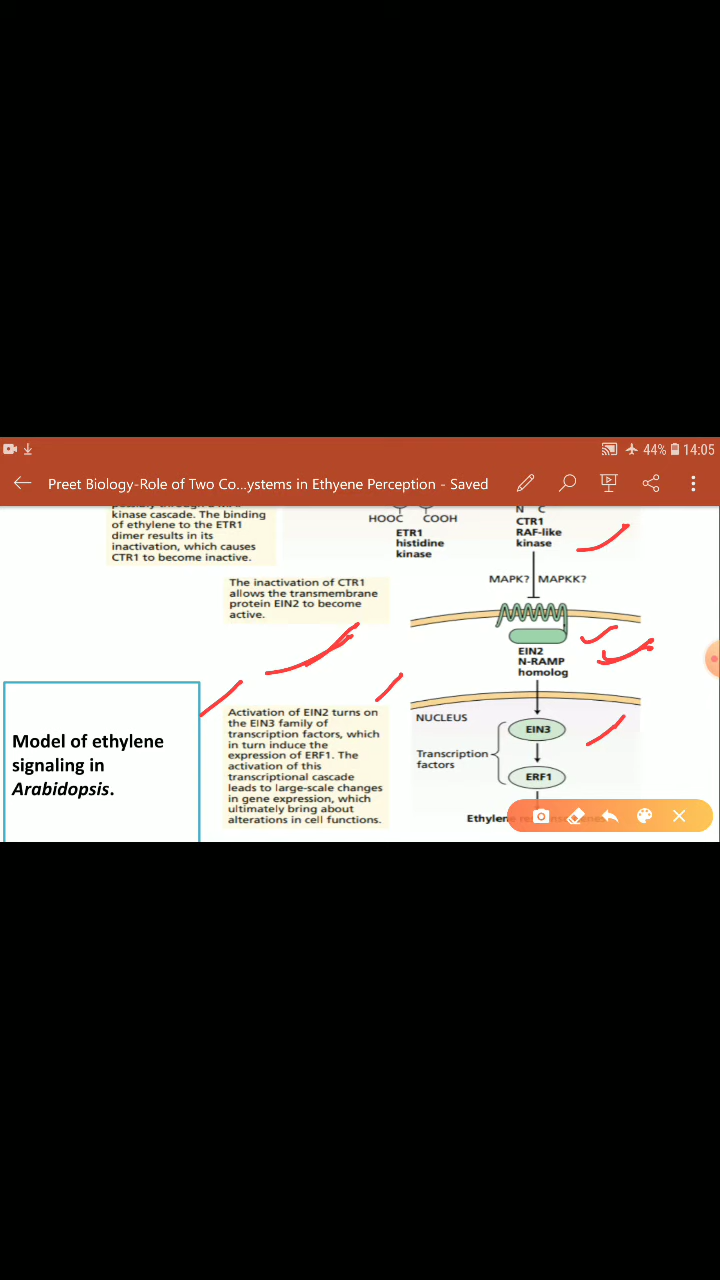 44% 14:05
Preet Biology-Role of Two Co...ystems in Ethyene Perception - Saved
kinase cascade. The binding
of ethylene to the ETR1
dimer results in its
inactivation, which causes
CTR1 to become inactive.
HOOC COOH
ETR1
histidine
kinase
N C
CTR1
RAF-like
kinase
The inactivation of CTR1
allows the transmembrane
protein EIN2 to become
active.
MAPK? MAPKK?
EIN2
N-RAMP
homolog
Model of ethylene
signaling in
Arabidopsis.
Activation of EIN2 turns on
the EIN3 family of
transcription factors, which
in turn induce the
expression of ERF1. The
activation of this
transcriptional cascade
leads to large-scale changes
in gene expression, which
ultimately bring about
alterations in cell functions.
NUCLEUS
EIN3
Transcription
factors
ERF1
Ethylene